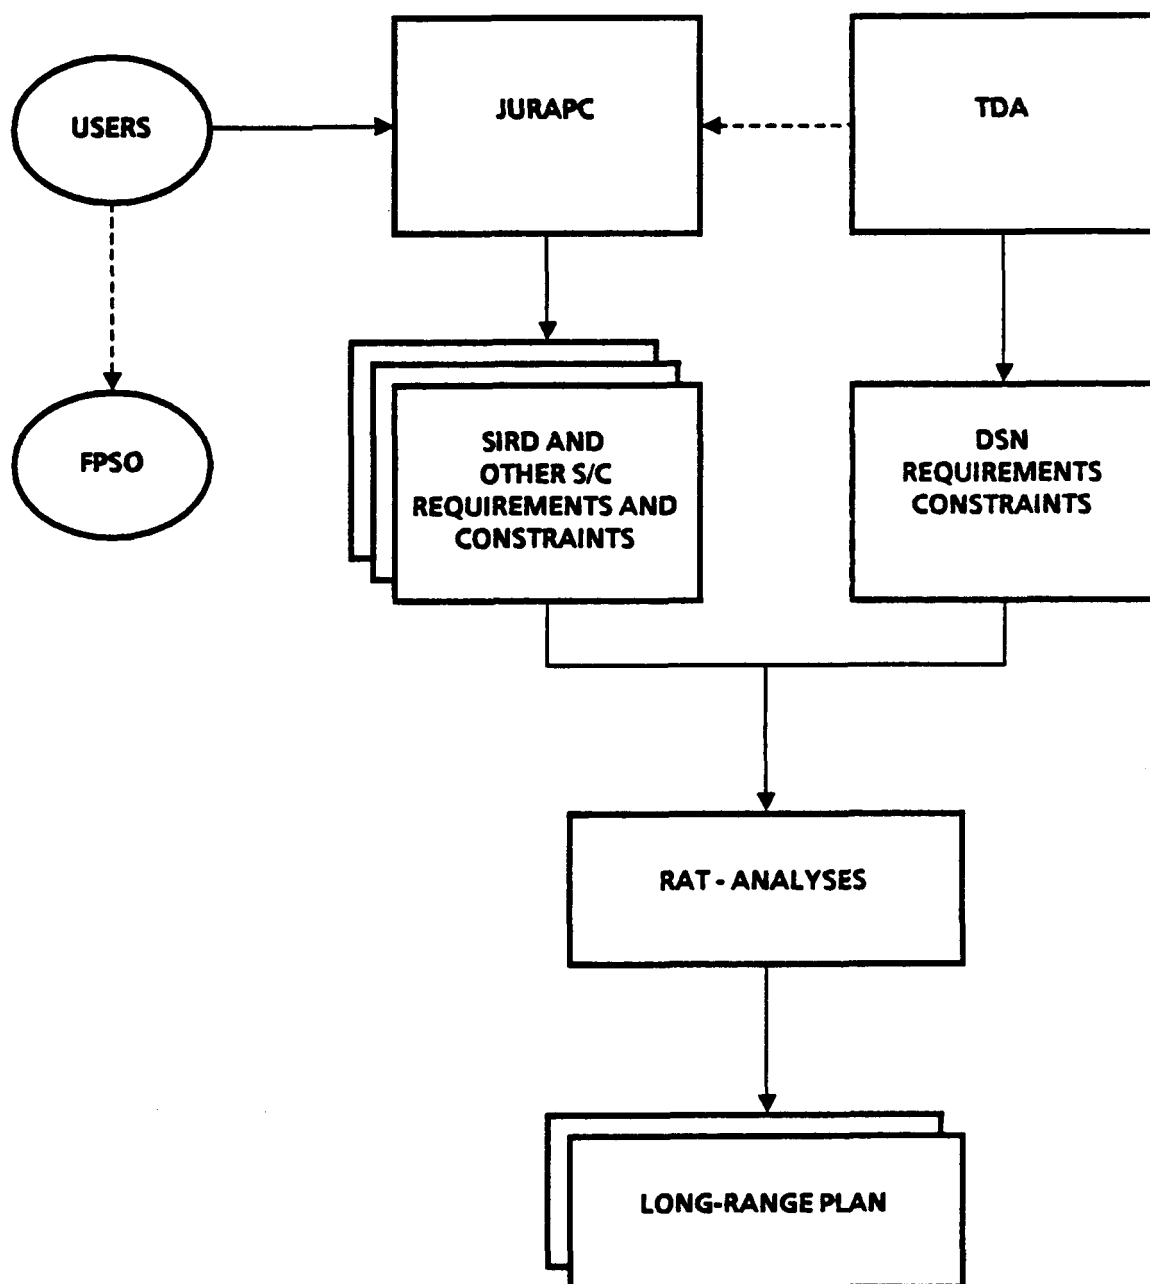 USERS
JURAPC
TDA
FPSO
SIRD AND
OTHER S/C
REQUIREMENTS AND
CONSTRAINTS
DSN
REQUIREMENTS
CONSTRAINTS
RAT - ANALYSES
LONG-RANGE PLAN